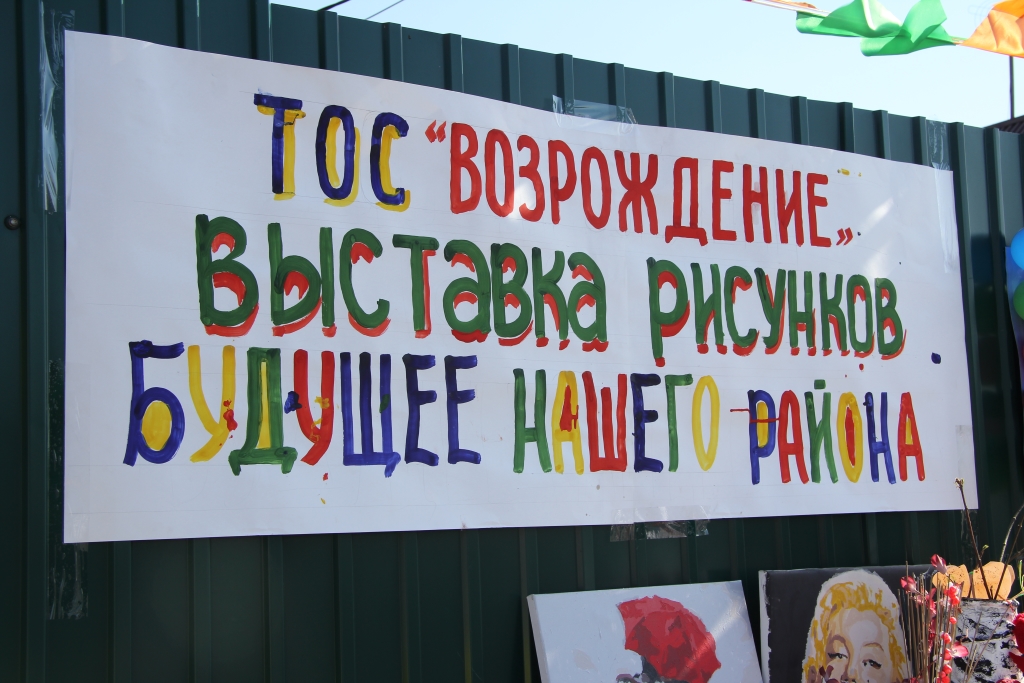 ТОС "ВОЗРОЖДЕНИЕ„
ВЫСТАВКА РИСУНКОВ
БУДУЩЕЕ НАШЕГО РАЙОНА